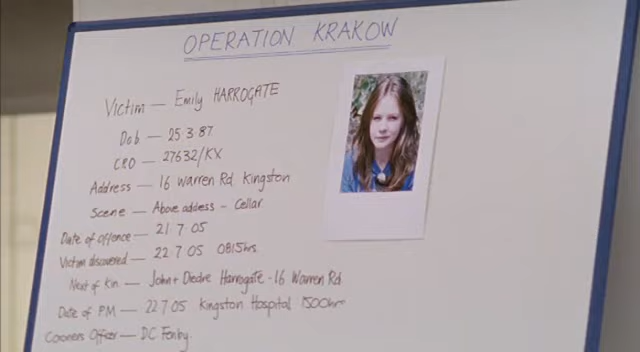 OPERATION KRAKOW
Victim — Emily HARROGATE
Dob — 25.3.87
CRO — 27632/KX
Address — 16 Warren Rd Kingston
Scene — Above address - Cellar
Date of offence — 21 7 05
Victim discovered — 22 7 05 0815hrs
Next of Kin — John + Diedre Harrogate - 16 Warren Rd
Date of PM — 22 7 05 Kingston Hospital 1500hrs
Coroners Officer — DC Fenby